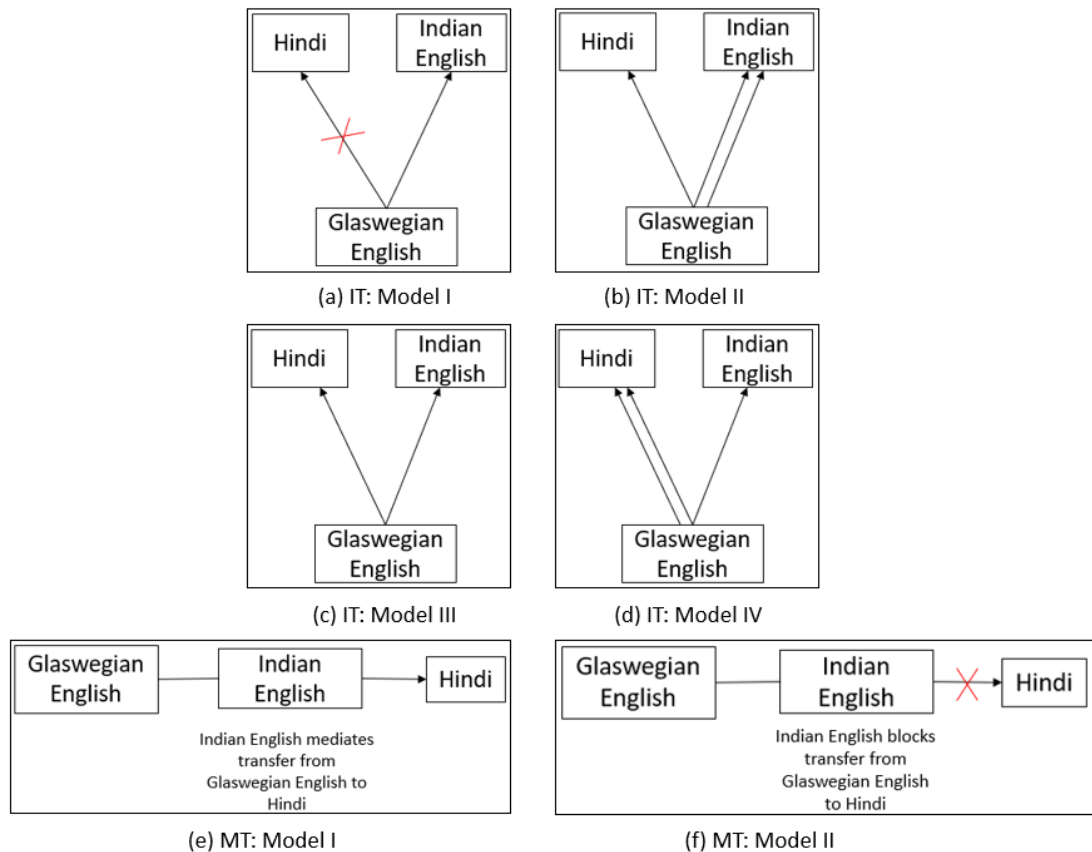 Hindi
Indian
English
Glaswegian
English
(a) IT: Model I
Hindi
Indian
English
Glaswegian
English
(b) IT: Model II
Hindi
Indian
English
Glaswegian
English
(c) IT: Model III
Hindi
Indian
English
Glaswegian
English
(d) IT: Model IV
Glaswegian
English
Indian
English
Hindi
Indian English mediates
transfer from
Glaswegian English to
Hindi
(e) MT: Model I
Glaswegian
English
Indian
English
Hindi
Indian English blocks
transfer from
Glaswegian English
to Hindi
(f) MT: Model II